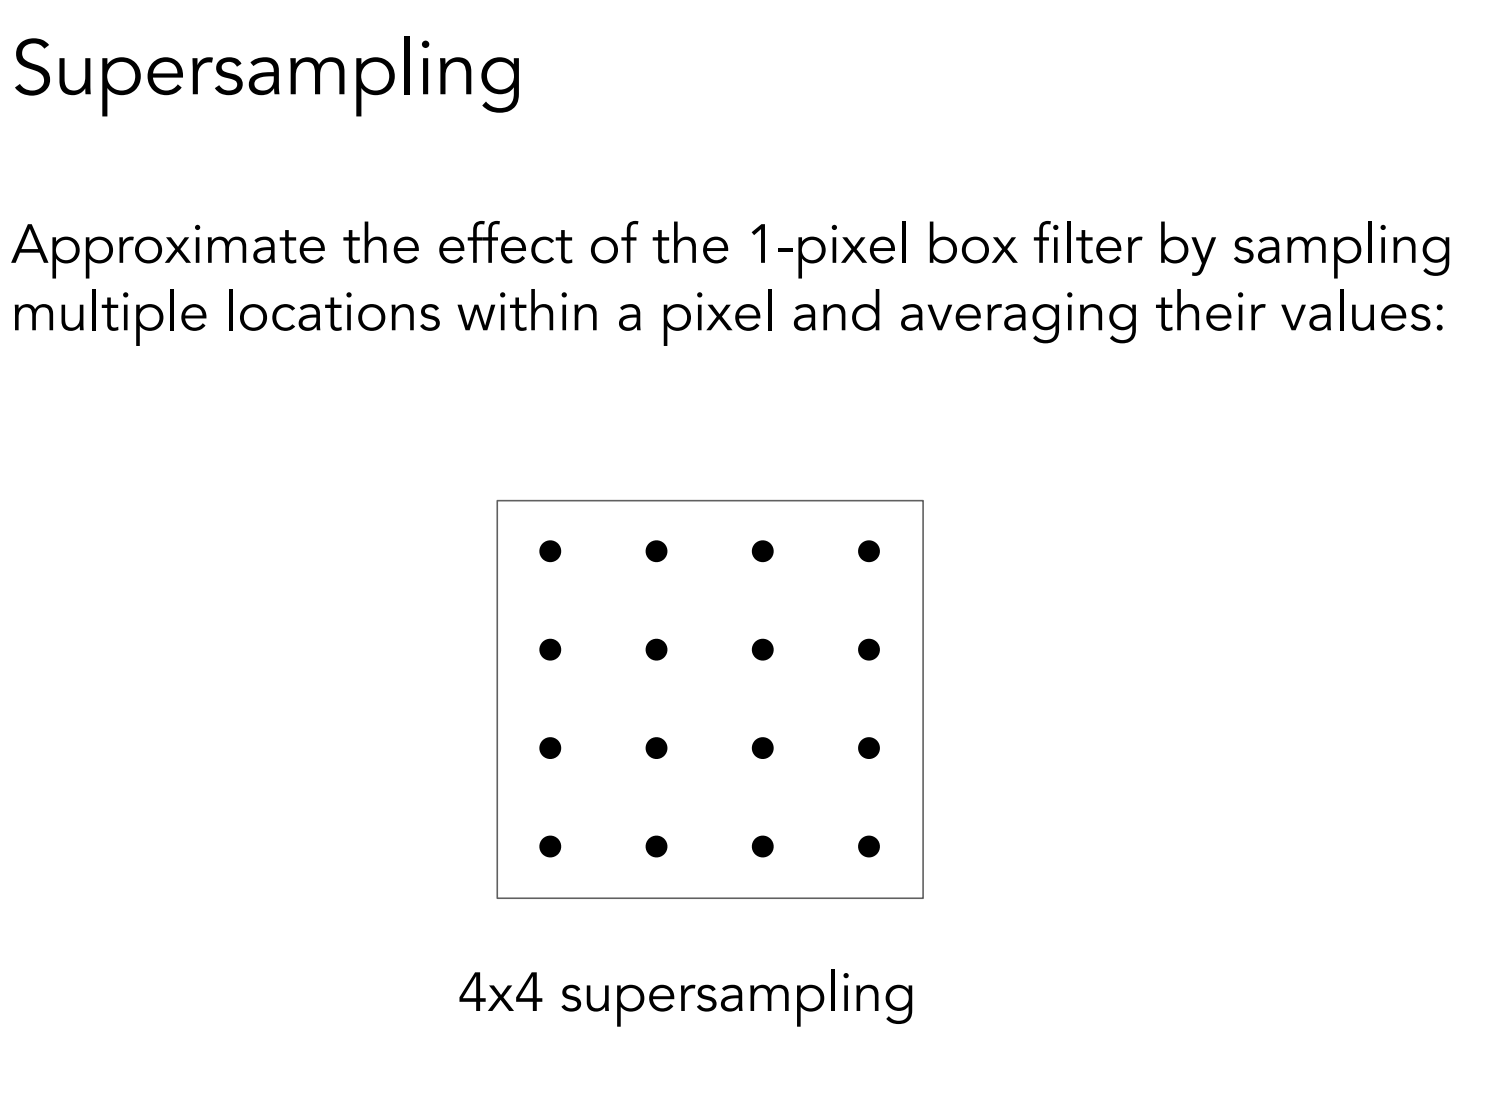 Supersampling
Approximate the effect of the 1-pixel box filter by sampling
multiple locations within a pixel and averaging their values:
4x4 supersampling